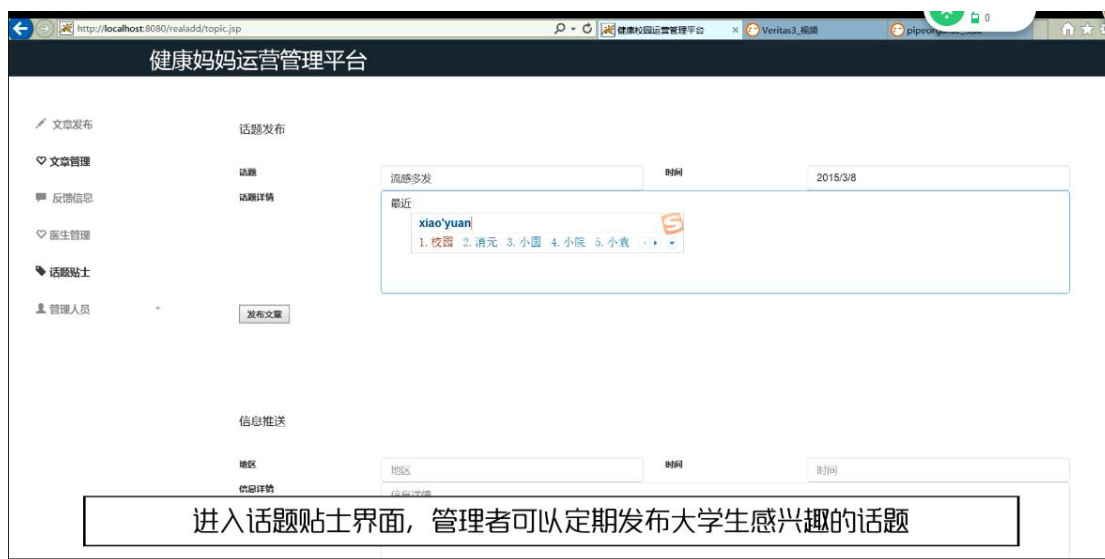 http://localhost:8080/realadd/topic.jsp
健康校园运营管理平台
×
Veritas3_视频
0
健康妈妈运营管理平台
文章发布
话题发布
文章管理
话题 流感多发 时间 2015/3/8
反馈信息
话题详情 最近
xiao'yuan
1.校园 2.消元 3.小圆 4.小院 5.小袁
医生管理
话题贴士
管理人员
发布文章
信息推送
地区 地区 时间 时间
信息详情 信息详情
进入话题贴士界面，管理者可以定期发布大学生感兴趣的话题